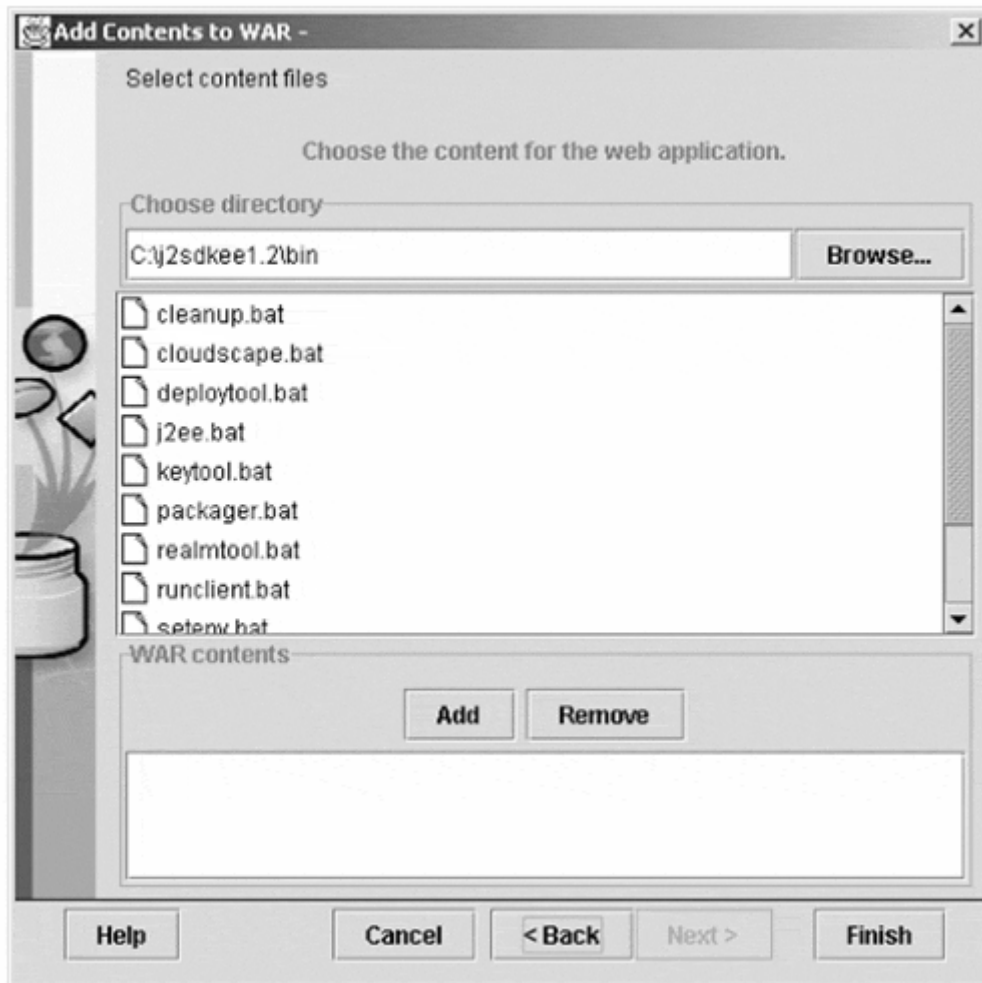 Add Contents to WAR -
Select content files
Choose the content for the web application.
Choose directory
C:\j2sdkee1.2\bin
Browse...
cleanup.bat
cloudscape.bat
deploytool.bat
j2ee.bat
keytool.bat
packager.bat
realmtool.bat
runclient.bat
setenv.bat
WAR contents
Add Remove
Help Cancel < Back Next > Finish